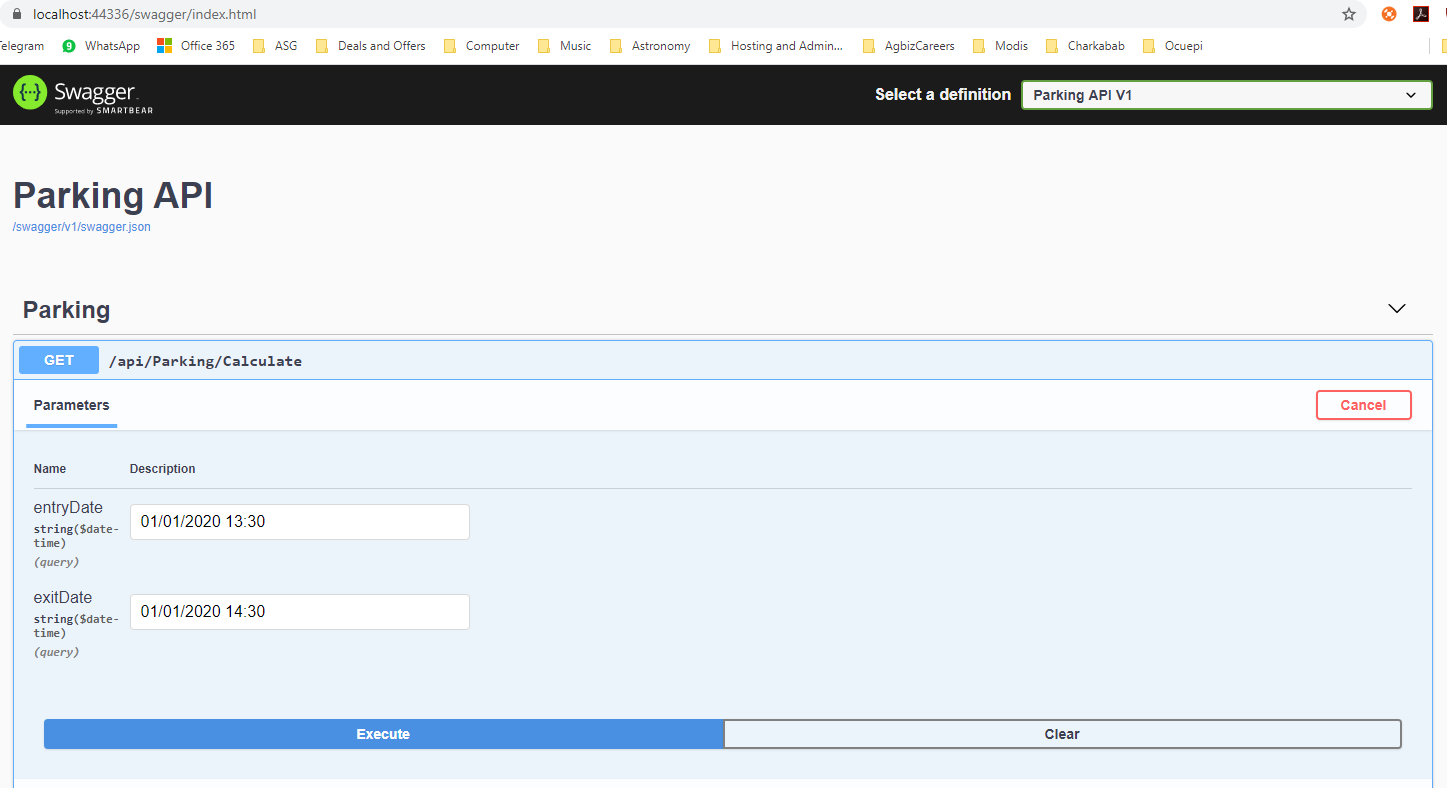 localhost:44336/swagger/index.html
elegram 9 WhatsApp Office 365 ASG Deals and Offers Computer Music Astronomy Hosting and Admin... AgbizCareers Modis Charkabab Ocuepi
{...} Swagger. Select a definition Parking API V1
Supported by SMARTBEAR
Parking API
/swagger/v1/swagger.json
Parking
GET /api/Parking/Calculate
Parameters Cancel
Name Description
entryDate 01/01/2020 13:30
string($date-
time)
(query)
exitDate 01/01/2020 14:30
string($date-
time)
(query)
Execute Clear